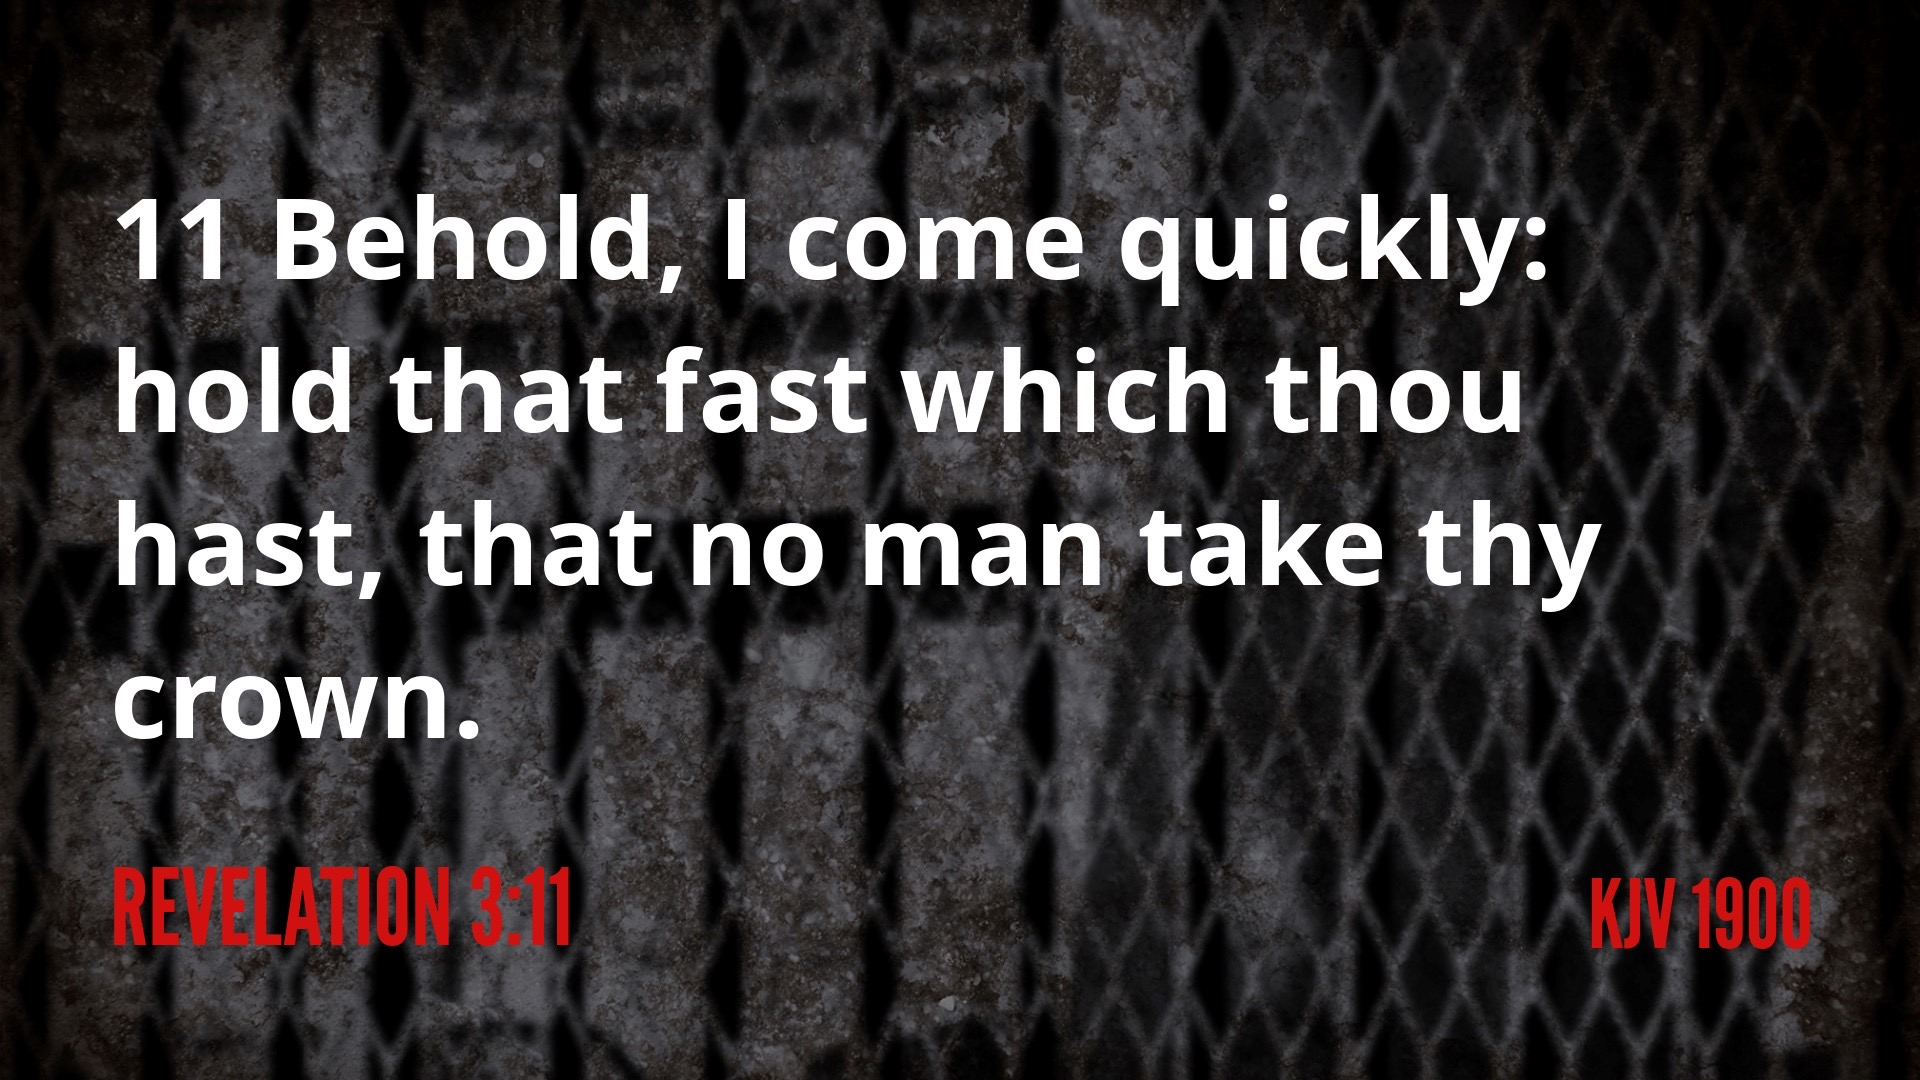 11 Behold, I come quickly:
hold that fast which thou
hast, that no man take thy
crown.
REVELATION 3:11
KJV 1900